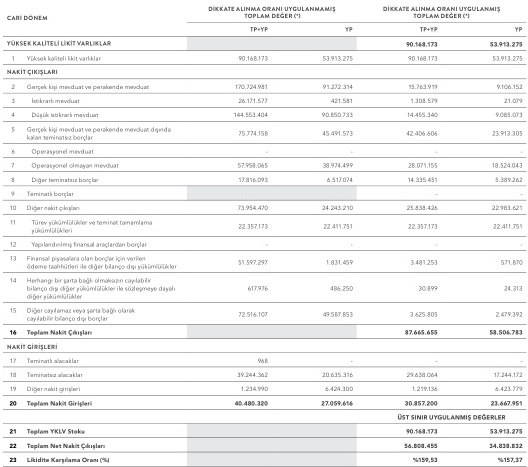 DİKKATE ALINMA ORANI UYGULANMAMIŞ TOPLAM DEĞER (*) DİKKATE ALINMA ORANI UYGULANMIŞ TOPLAM DEĞER (*)
CARİ DÖNEM
TP+YP YP TP+YP YP
YÜKSEK KALİTELİ LİKİT VARLIKLAR 90.168.173 53.913.275
1 Yüksek kaliteli likit varlıklar 90.168.173 53.913.275 90.168.173 53.913.275
NAKİT ÇIKIŞLARI
2 Gerçek kişi mevduat ve perakende mevduat 170.724.981 91.272.314 15.763.919 9.106.152
3 İstikrarlı mevduat 26.171.577 421.581 1.308.579 21.079
4 Düşük istikrarlı mevduat 144.553.404 90.850.733 14.455.340 9.085.073
5 Gerçek kişi mevduat ve perakende mevduat dışında
kalan teminatsız borçlar 75.774.158 45.491.573 42.406.606 23.913.305
6 Operasyonel mevduat - - - -
7 Operasyonel olmayan mevduat 57.958.065 38.974.499 28.071.155 18.524.043
8 Diğer teminatsız borçlar 17.816.093 6.517.074 14.335.451 5.389.262
9 Teminatlı borçlar - -
10 Diğer nakit çıkışları 73.954.470 24.243.210 25.838.426 22.983.621
11 Türev yükümlülükler ve teminat tamamlama
yükümlülükleri 22.357.173 22.411.751 22.357.173 22.411.751
12 Yapılandırılmış finansal araçlardan borçlar - - - -
13 Finansal piyasalara olan borçlar için verilen
ödeme taahhütleri ile diğer bilanço dışı yükümlülükler 51.597.297 1.831.459 3.481.253 571.870
14 Herhangi bir şarta bağlı olmaksızın cayılabilir
bilanço dışı diğer yükümlülükler ile sözleşmeye dayalı
diğer yükümlülükler 617.976 486.250 30.899 24.313
15 Diğer cayılamaz veya şarta bağlı olarak
cayılabilir bilanço dışı borçlar 72.516.107 49.587.853 3.625.805 2.479.392
16 Toplam Nakit Çıkışları 87.665.655 58.506.783
NAKİT GİRİŞLERİ
17 Teminatlı alacaklar 968 - - -
18 Teminatsız alacaklar 39.244.362 20.635.316 29.638.064 17.244.172
19 Diğer nakit girişleri 1.234.990 6.424.300 1.219.136 6.423.779
20 Toplam Nakit Girişleri 40.480.320 27.059.616 30.857.200 23.667.951
ÜST SINIR UYGULANMIŞ DEĞERLER
21 Toplam YKLV Stoku 90.168.173 53.913.275
22 Toplam Net Nakit Çıkışları 56.808.455 34.838.832
23 Likidite Karşılama Oranı (%) %159,53 %157,37